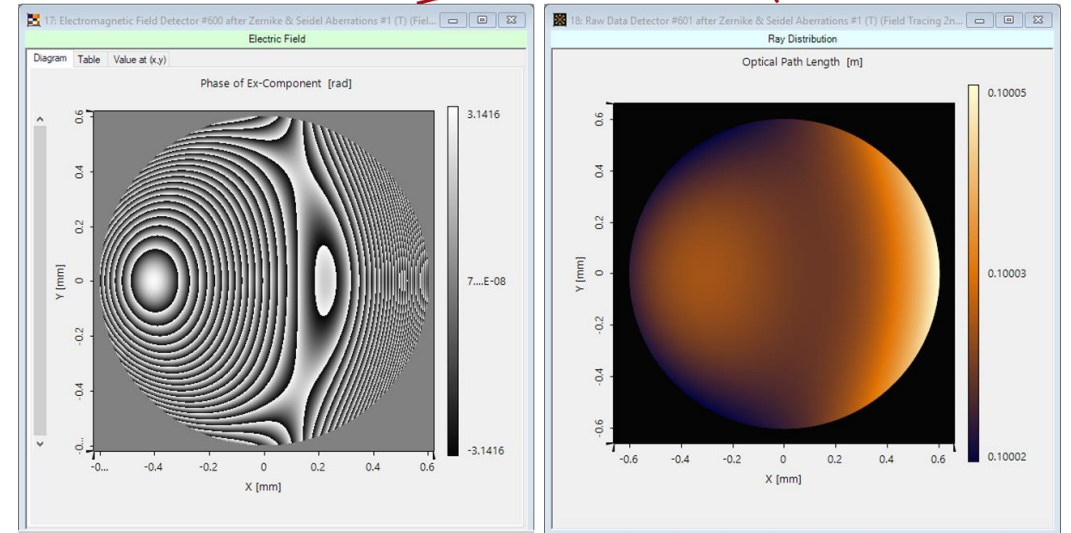 17: Electromagnetic Field Detector #600 after Zernike & Seidel Aberrations #1 (T) (Fiel...
Electric Field
Diagram Table Value at (x,y)
Phase of Ex-Component [rad]
3.1416
7....E-08
-3.1416
0.6
0.4
0.2
0
-0.2
-0.4
-0...
Y [mm]
-0... -0.4 -0.2 0 0.2 0.4 0.6
X [mm]
18: Raw Data Detector #601 after Zernike & Seidel Aberrations #1 (T) (Field Tracing 2n...
Ray Distribution
Optical Path Length [m]
0.10005
0.10003
0.10002
0.6
0.4
0.2
0
-0.2
-0.4
-0.6
Y [mm]
-0.6 -0.4 -0.2 0 0.2 0.4 0.6
X [mm]